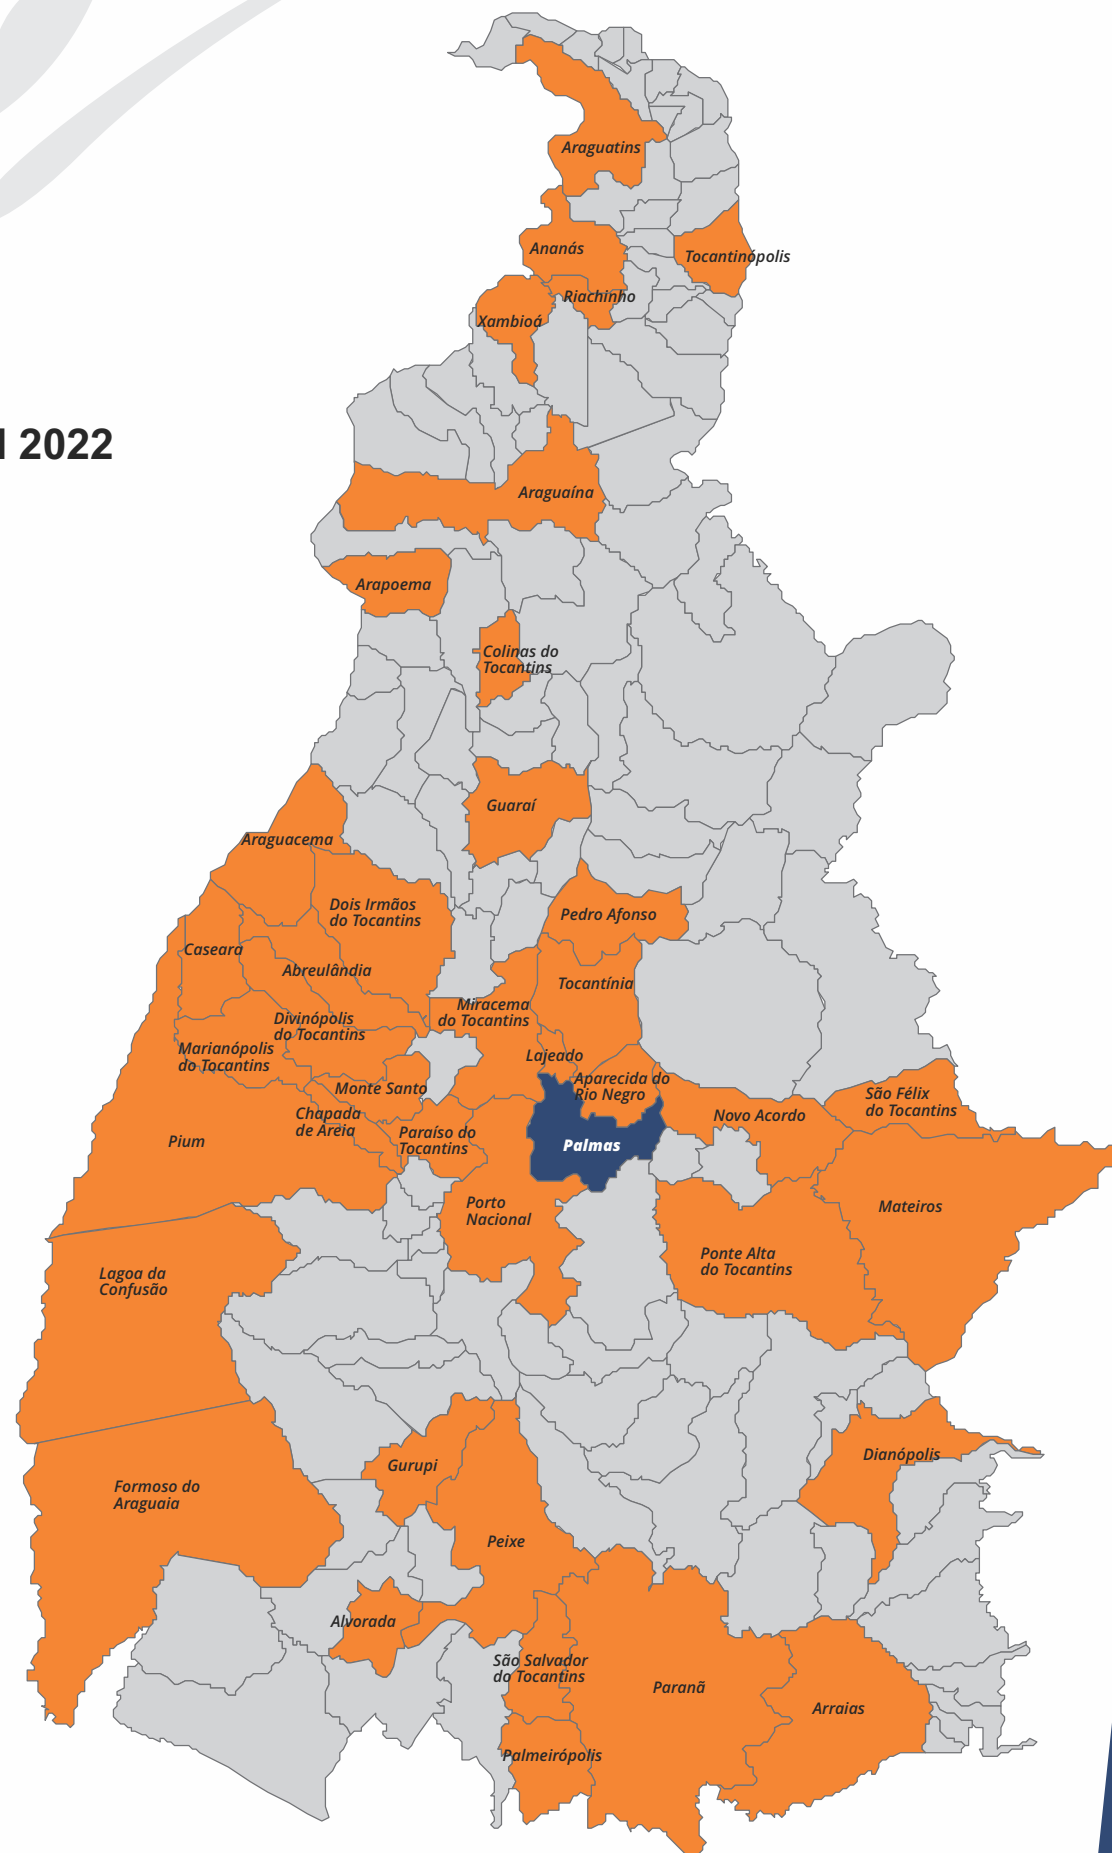 Araguatins
Ananás
Tocantinópolis
Riachinho
Xambioá
2022
Araguaína
Arapoema
Colinas do
Tocantins
Guaraí
Araguacema
Dois Irmãos
do Tocantins
Pedro Afonso
Caseara
Abreulândia
Tocantínia
Miracema
do Tocantins
Divinópolis
do Tocantins
Marianópolis
do Tocantins
Lajeado
Aparecida do
Rio Negro
Monte Santo
São Félix
do Tocantins
Chapada
de Areia
Novo Acordo
Paraíso do
Tocantins
Pium
Palmas
Porto
Nacional
Mateiros
Ponte Alta
do Tocantins
Lagoa da
Confusão
Dianópolis
Gurupi
Formoso do
Araguaia
Peixe
Alvorada
São Salvador
do Tocantins
Paranã
Arraias
Palmeirópolis